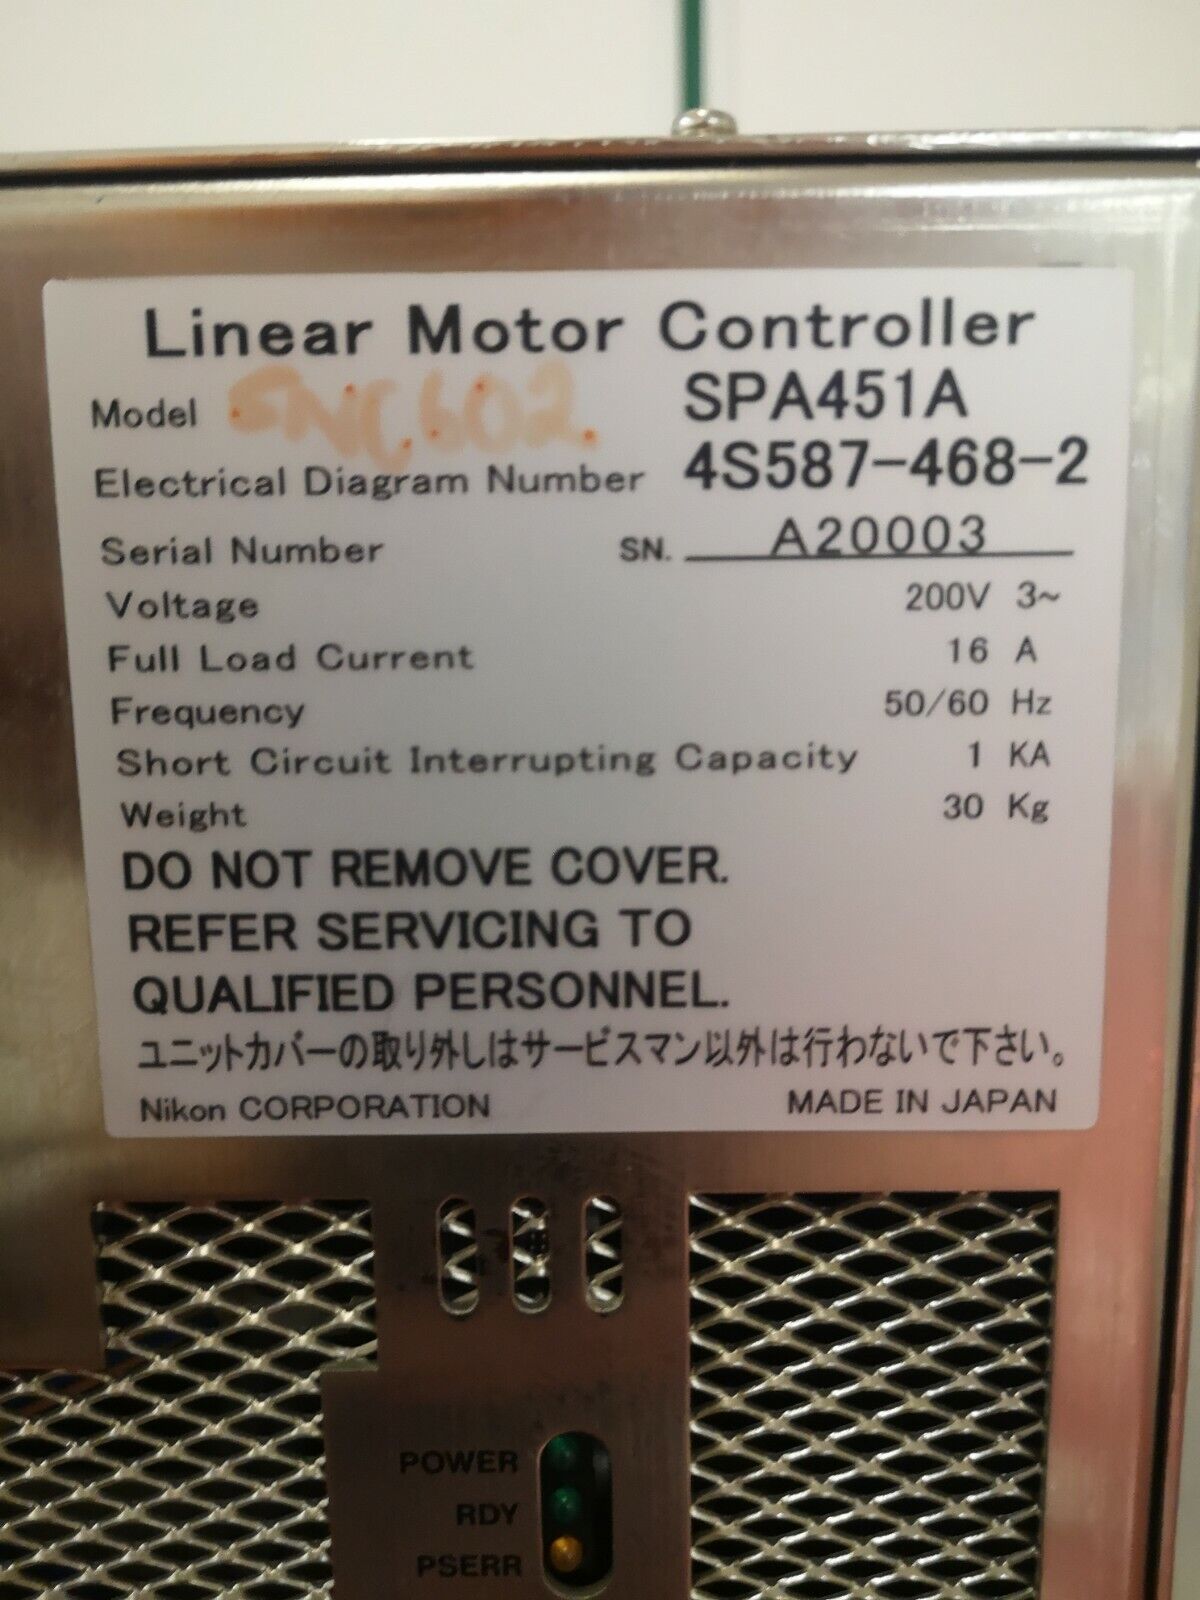 Linear Motor Controller
Model SPA451A
Electrical Diagram Number 4S587-468-2
Serial Number SN. A20003
Voltage 200V 3~
Full Load Current 16 A
Frequency 50/60 Hz
Short Circuit Interrupting Capacity 1 KA
Weight 30 Kg
DO NOT REMOVE COVER.
REFER SERVICING TO
QUALIFIED PERSONNEL.
ユニットカバーの取り外しはサービスマン以外は行わないで下さい。
Nikon CORPORATION MADE IN JAPAN
POWER
RDY
PSERR